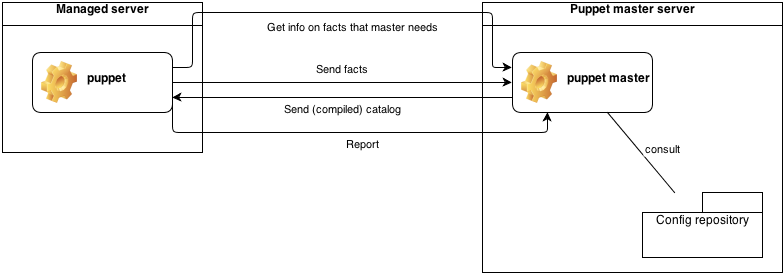 Managed server
Puppet master server
Get info on facts that master needs
puppet
Send facts
puppet master
Send (compiled) catalog
Report
consult
Config repository